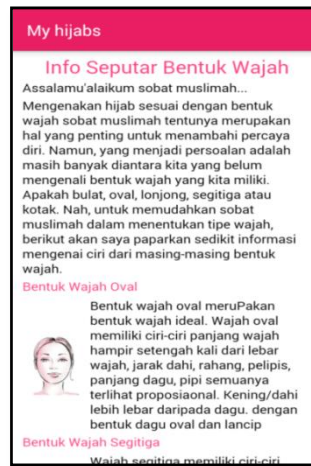 My hijabs
Info Seputar Bentuk Wajah
Assalamu'alaikum sobat muslimah...
Mengenakan hijab sesuai dengan bentuk
wajah sobat muslimah tentunya merupakan
hal yang penting untuk menambahi percaya
diri. Namun, yang menjadi persoalan adalah
masih banyak diantara kita yang belum
mengenali bentuk wajah yang kita miliki.
Apakah bulat, oval, lonjong, segitiga atau
kotak. Nah, untuk memudahkan sobat
muslimah dalam menentukan tipe wajah,
berikut akan saya paparkan sedikit informasi
mengenai ciri dari masing-masing bentuk
wajah.
Bentuk Wajah Oval
Bentuk wajah oval meruPakan
bentuk wajah ideal. Wajah oval
memiliki ciri-ciri panjang wajah
hampir setengah kali dari lebar
wajah, jarak dahi, rahang, pelipis,
panjang dagu, pipi semuanya
terlihat proposiaonal. Kening/dahi
lebih lebar daripada dagu. dengan
bentuk dagu oval dan lancip
Bentuk Wajah Segitiga
Wajah segitiga memiliki ciri-ciri